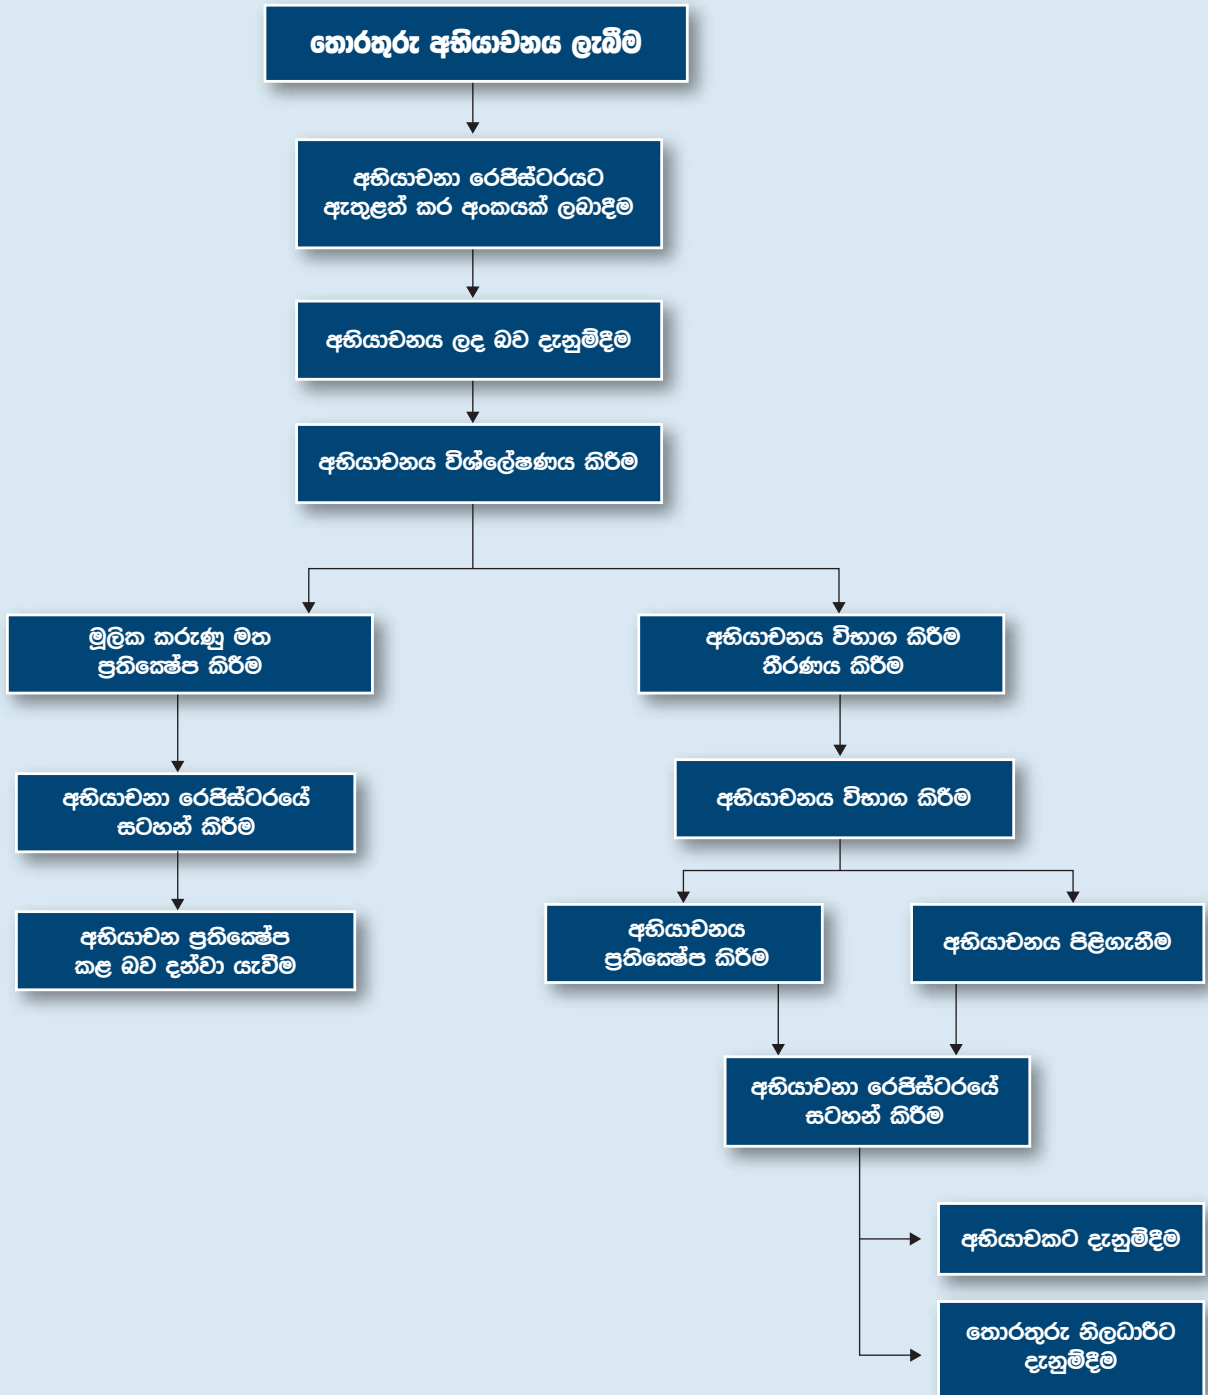 තොරතුරු අභියාචනය ලැබීම
අභියාචනා රෙජිස්ටරයට
ඇතුළත් කර අංකයක් ලබාදීම
අභියාචනය ලද බව දැනුම්දීම
අභියාචනය විශ්ලේෂණය කිරීම
මූලික කරුණු මත
ප්‍රතික්ෂේප කිරීම
අභියාචනය විභාග කිරීම
තීරණය කිරීම
අභියාචනා රෙජිස්ටරයේ
සටහන් කිරීම
අභියාචනය විභාග කිරීම
අභියාචන ප්‍රතික්ෂේප
කළ බව දන්වා යැවීම
අභියාචනය
ප්‍රතික්ෂේප කිරීම
අභියාචනය පිළිගැනීම
අභියාචනා රෙජිස්ටරයේ
සටහන් කිරීම
අභියාචකට දැනුම්දීම
තොරතුරු නිලධාරීට
දැනුම්දීම